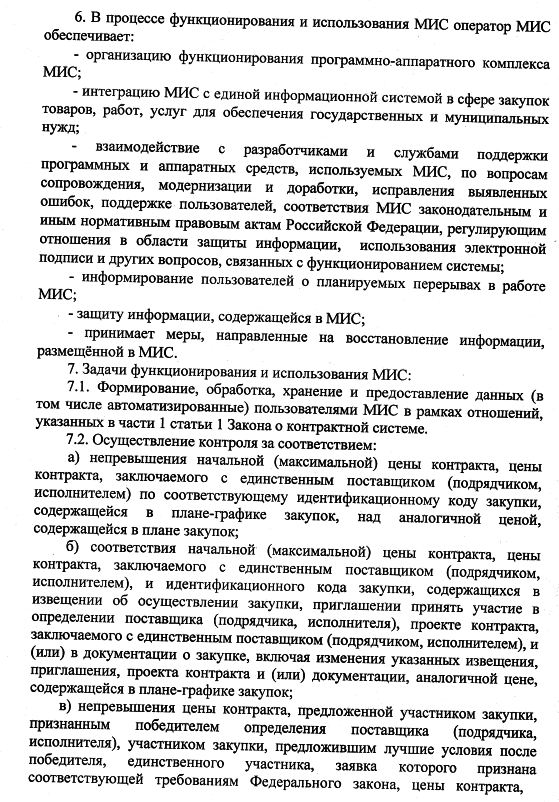 6. В процессе функционирования и использования МИС оператор МИС
обеспечивает:
- организацию функционирования программно-аппаратного комплекса
МИС;
- интеграцию МИС с единой информационной системой в сфере закупок
товаров, работ, услуг для обеспечения государственных и муниципальных
нужд;
- взаимодействие с разработчиками и службами поддержки
программных и аппаратных средств, используемых МИС, по вопросам
сопровождения, модернизации и доработки, исправления выявленных
ошибок, поддержке пользователей, соответствия МИС законодательным и
иным нормативным правовым актам Российской Федерации, регулирующим
отношения в области защиты информации, использования электронной
подписи и других вопросов, связанных с функционированием системы;
- информирование пользователей о планируемых перерывах в работе
МИС;
- защиту информации, содержащейся в МИС;
- принимает меры, направленные на восстановление информации,
размещённой в МИС.
7. Задачи функционирования и использования МИС:
7.1. Формирование, обработка, хранение и предоставление данных (в
том числе автоматизированные) пользователями МИС в рамках отношений,
указанных в части 1 статьи 1 Закона о контрактной системе.
7.2. Осуществление контроля за соответствием:
а) непревышения начальной (максимальной) цены контракта, цены
контракта, заключаемого с единственным поставщиком (подрядчиком,
исполнителем) по соответствующему идентификационному коду закупки,
содержащейся в плане-графике закупок, над аналогичной ценой,
содержащейся в плане закупок;
б) соответствия начальной (максимальной) цены контракта, цены
контракта, заключаемого с единственным поставщиком (подрядчиком,
исполнителем), и идентификационного кода закупки, содержащихся в
извещении об осуществлении закупки, приглашении принять участие в
определении поставщика (подрядчика, исполнителя), проекте контракта,
заключаемого с единственным поставщиком (подрядчиком, исполнителем), и
(или) в документации о закупке, включая изменения указанных извещения,
приглашения, проекта контракта и (или) документации, аналогичной цене,
содержащейся в плане-графике закупок;
в) непревышения цены контракта, предложенной участником закупки,
признанным победителем определения поставщика (подрядчика,
исполнителя), участником закупки, предложившим лучшие условия после
победителя, единственного участника, заявка которого признана
соответствующей требованиям Федерального закона, цены контракта,